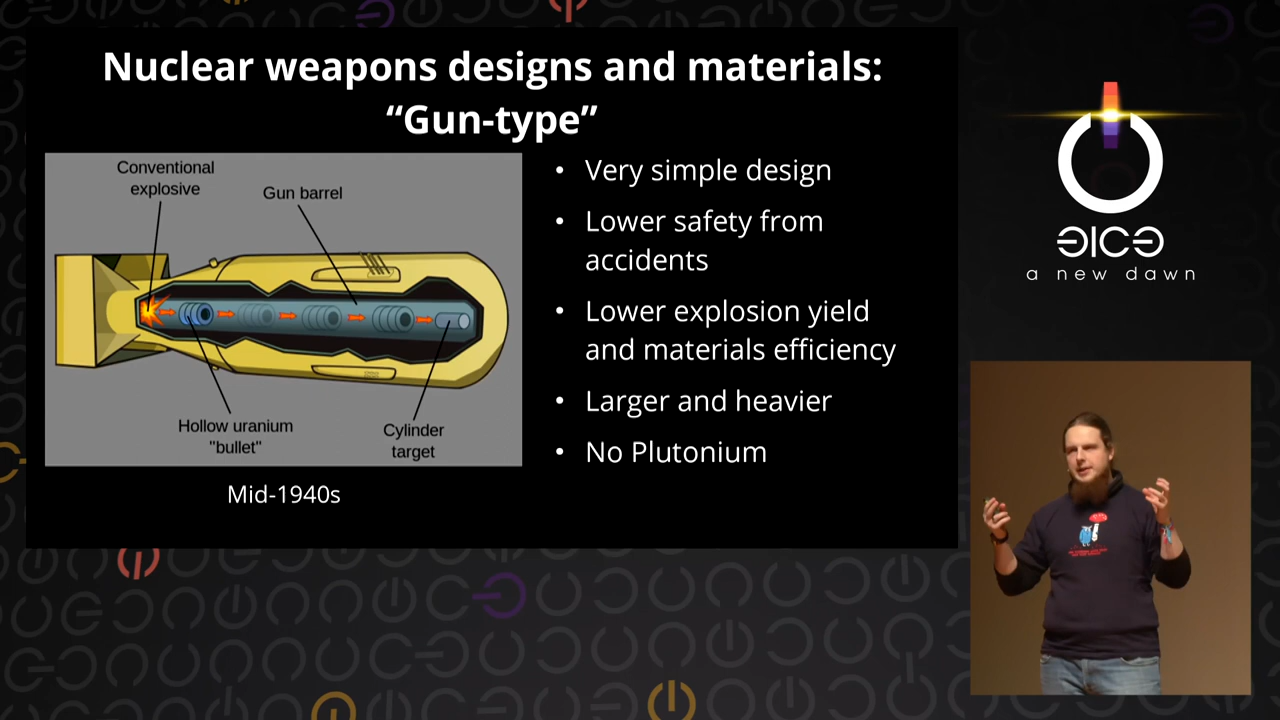 Nuclear weapons designs and materials:
“Gun-type”
Conventional
explosive
Gun barrel
Hollow uranium
"bullet"
Cylinder
target
Mid-1940s
• Very simple design
• Lower safety from
accidents
• Lower explosion yield
and materials efficiency
• Larger and heavier
• No Plutonium
a new dawn